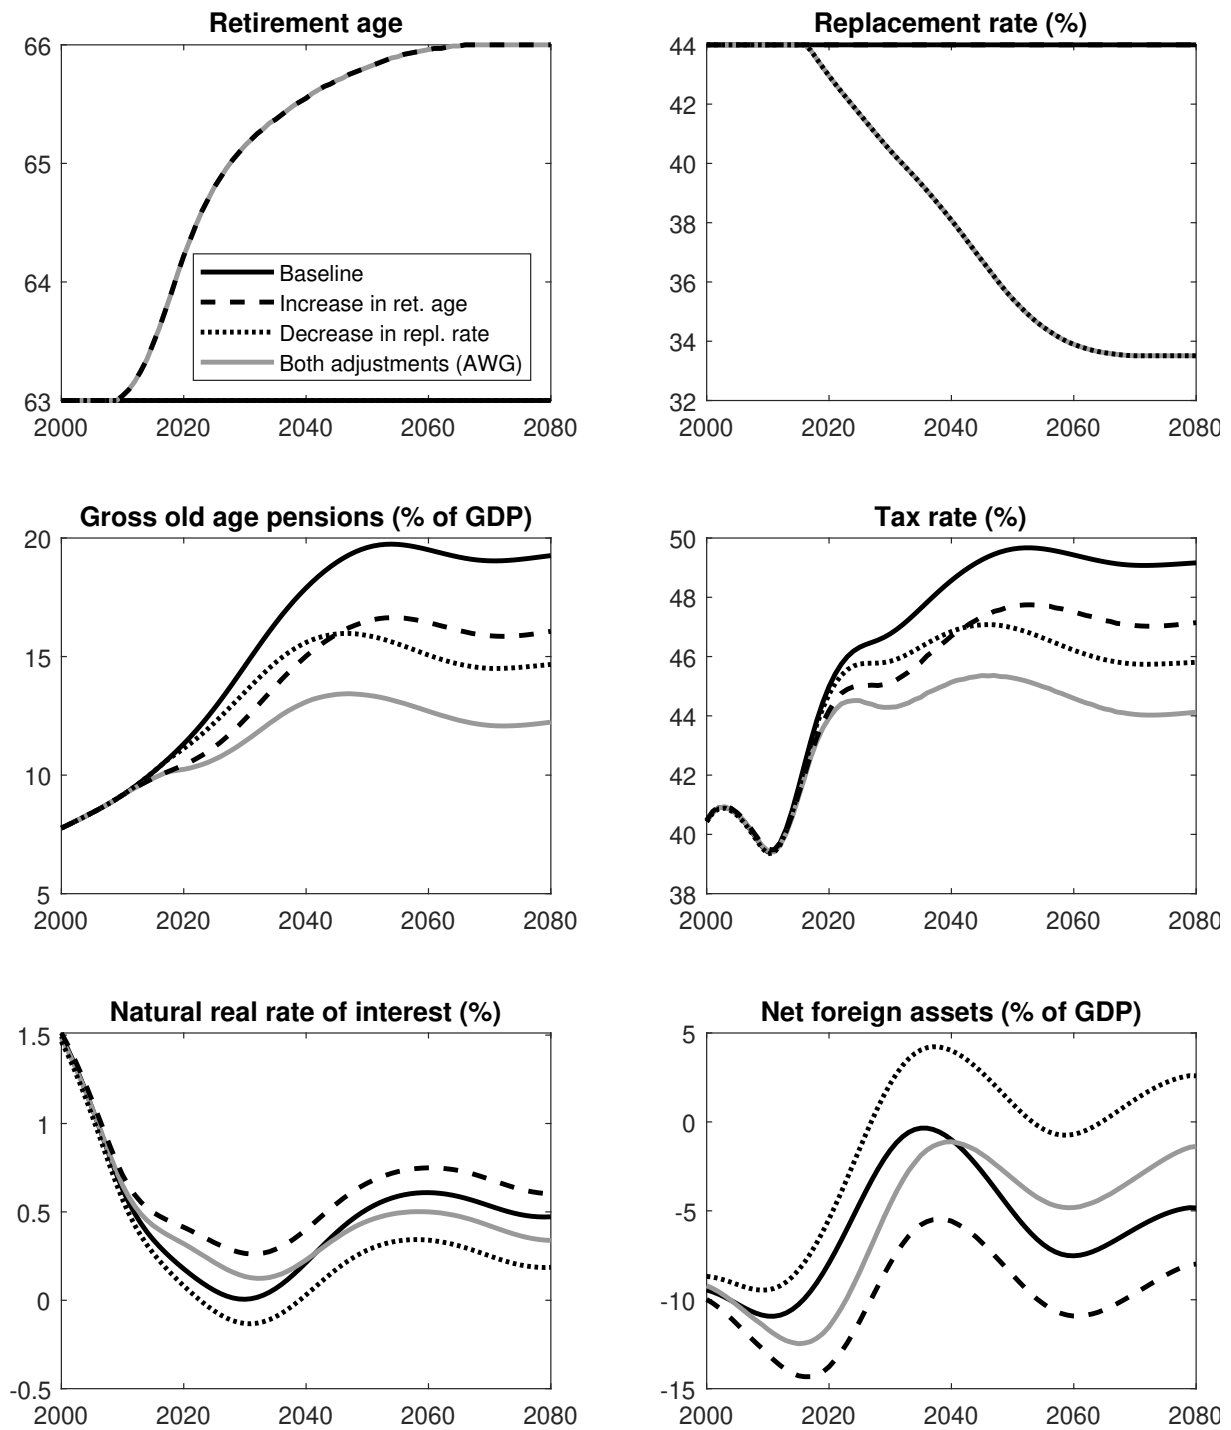 Retirement age
66
65
64
63
2000 2020 2040 2060 2080
Baseline
Increase in ret. age
Decrease in repl. rate
Both adjustments (AWG)
Replacement rate (%)
44
42
40
38
36
34
32
2000 2020 2040 2060 2080
Gross old age pensions (% of GDP)
20
15
10
5
2000 2020 2040 2060 2080
Tax rate (%)
50
48
46
44
42
40
38
2000 2020 2040 2060 2080
Natural real rate of interest (%)
1.5
1
0.5
0
-0.5
2000 2020 2040 2060 2080
Net foreign assets (% of GDP)
5
0
-5
-10
-15
2000 2020 2040 2060 2080